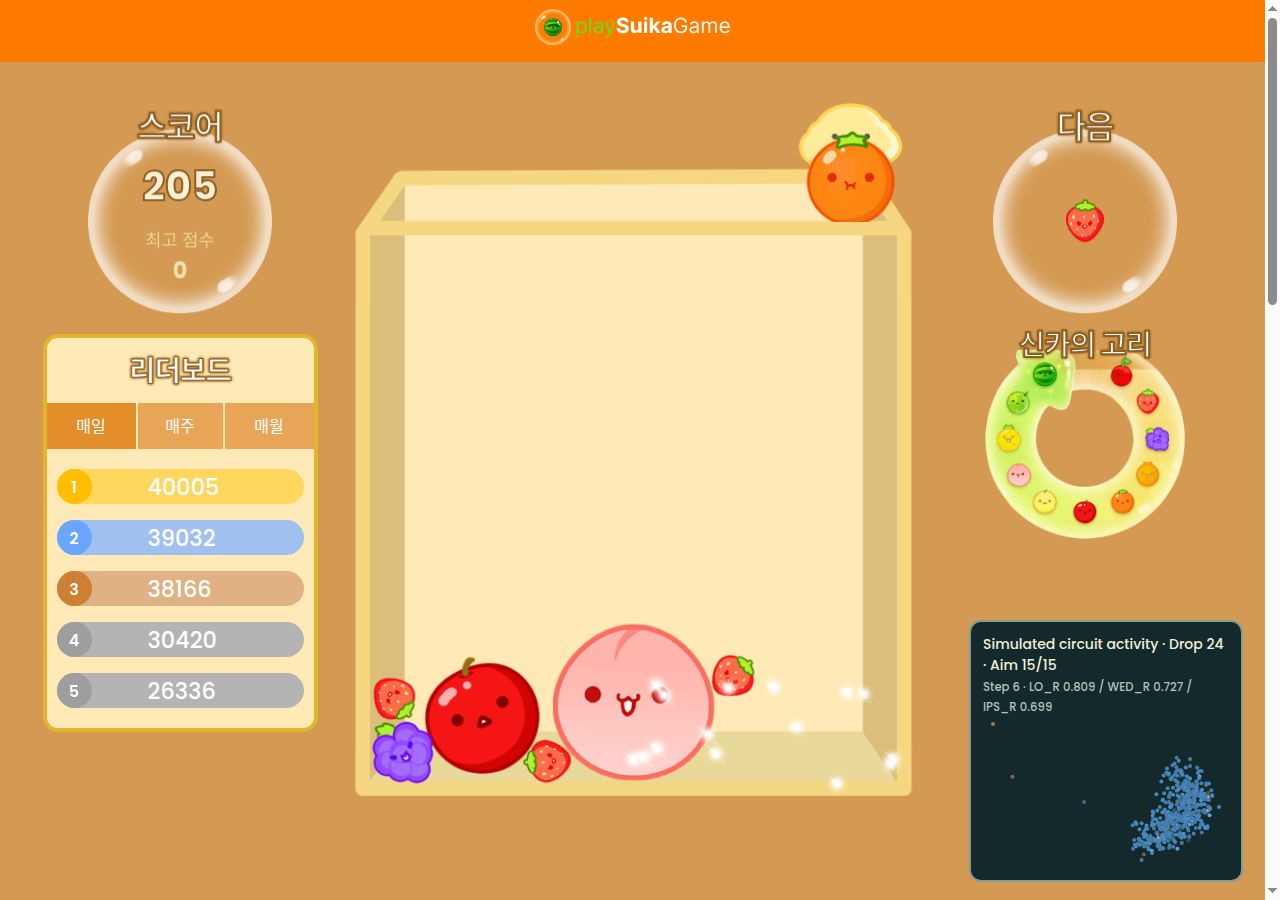 playSuikaGame
스코어
205
최고 점수
0
리더보드
매일 매주 매월
1 40005
2 39032
3 38166
4 30420
5 26336
다음
신카의 고리
Simulated circuit activity · Drop 24
· Aim 15/15
Step 6 · LO_R 0.809 / WED_R 0.727 /
IPS_R 0.699